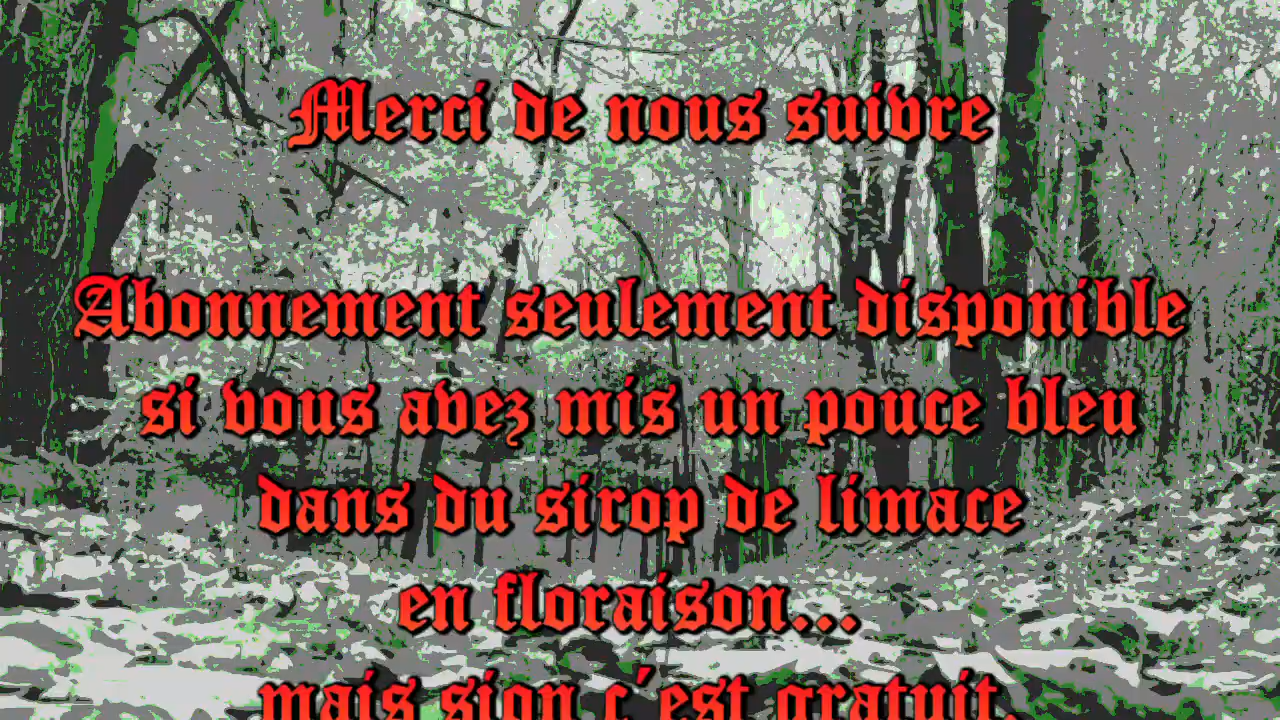 Merci de nous suivre
Abonnement seulement disponible
si vous avez mis un pouce bleu
dans du sirop de limace
en floraison...
mais sion c'est gratuit.